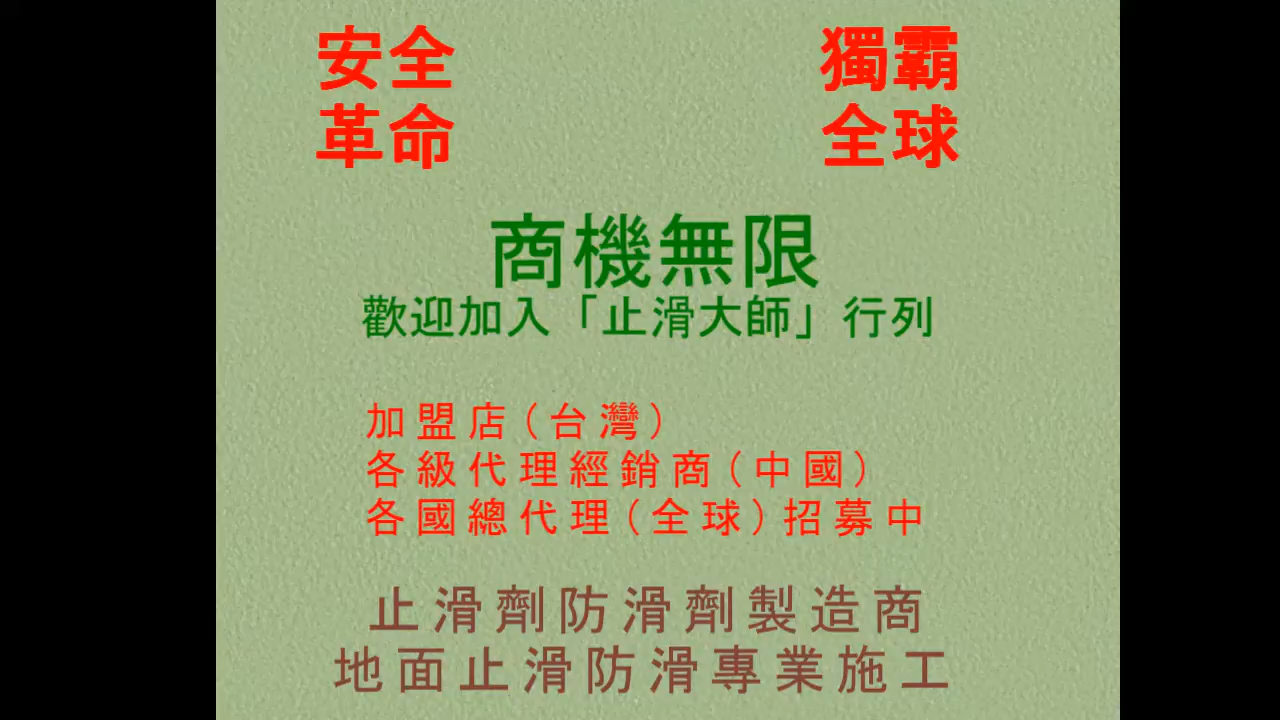 安全
革命
獨霸
全球
商機無限
歡迎加入「止滑大師」行列
加盟店(台灣)
各級代理經銷商(中國)
各國總代理(全球)招募中
止滑劑防滑劑製造商
地面止滑防滑專業施工